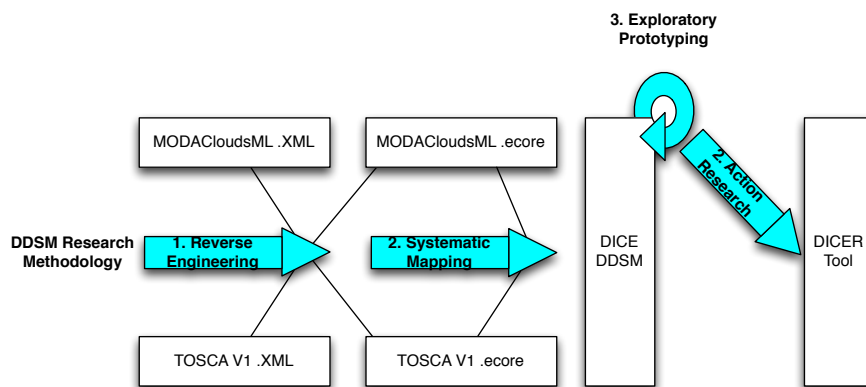 3. Exploratory
Prototyping
MODACloudsML .XML
MODACloudsML .ecore
2. Action
Research
DDSM Research
Methodology
1. Reverse
Engineering
2. Systematic
Mapping
DICE
DDSM
DICER
Tool
TOSCA V1 .XML
TOSCA V1 .ecore